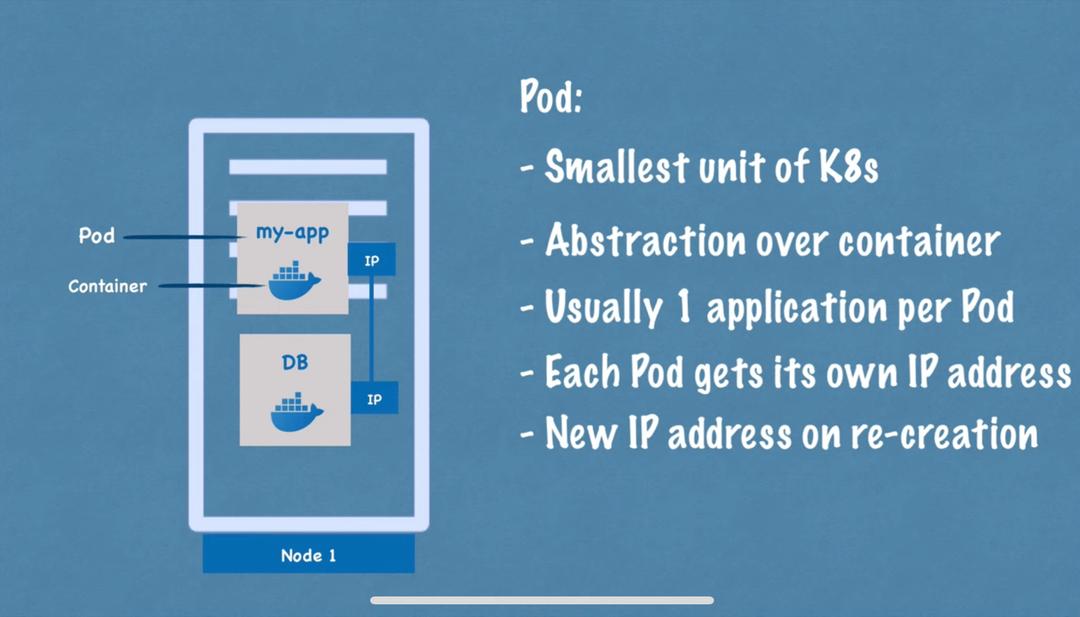 Pod:
- Smallest unit of K8s
- Abstraction over container
- Usually 1 application per Pod
- Each Pod gets its own IP address
- New IP address on re-creation
Pod
Container
my-app
IP
DB
IP
Node 1